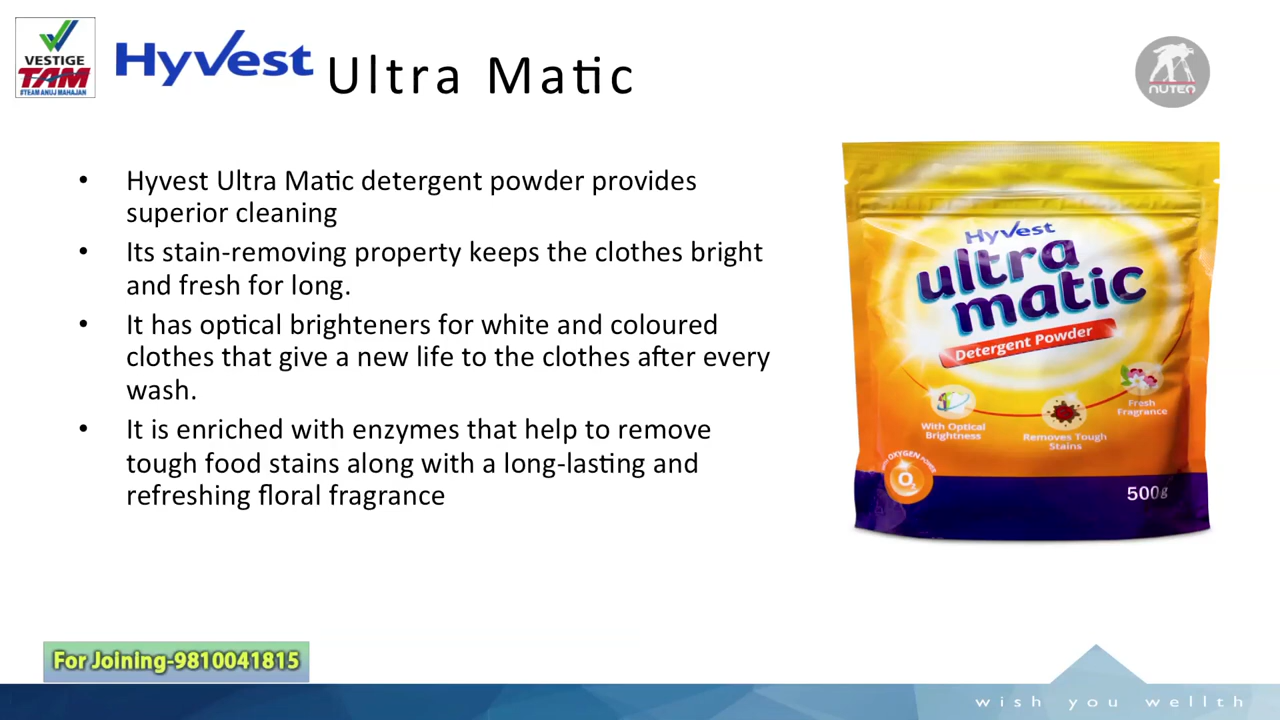 VESTIGE
TAM
#TEAM ANUJ MAHAJAN
Hyvest Ultra Matic
NUTEQ
• Hyvest Ultra Matic detergent powder provides
superior cleaning
• Its stain-removing property keeps the clothes bright
and fresh for long.
• It has optical brighteners for white and coloured
clothes that give a new life to the clothes after every
wash.
• It is enriched with enzymes that help to remove
tough food stains along with a long-lasting and
refreshing floral fragrance
Hyvest
ultra
matic
Detergent Powder
With Optical
Brightness
Removes Tough
Stains
Fresh
Fragrance
OXYGEN POWER
O2
500g
For Joining-9810041815
wish you wellth